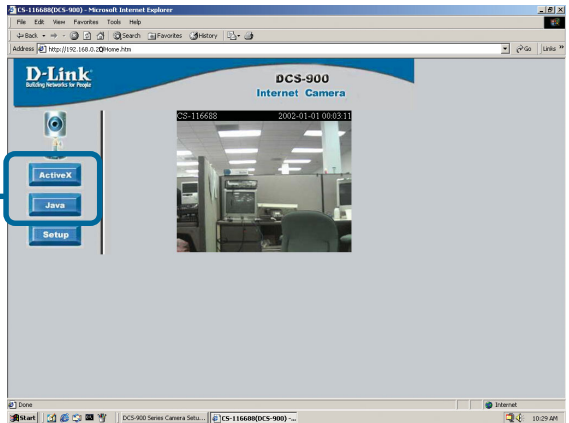 CS-116688(DCS-900) - Microsoft Internet Explorer
File Edit View Favorites Tools Help
Back Search Favorites History
Address http://192.168.0.20/Home.htm Go Links »
D-Link
Building Networks for People
DCS-900
Internet Camera
CS-116688 2002-01-01 00:03:11
ActiveX
Java
Setup
Done Internet
Start DCS-900 Series Camera Setu... CS-116688(DCS-900) -... 10:29 AM